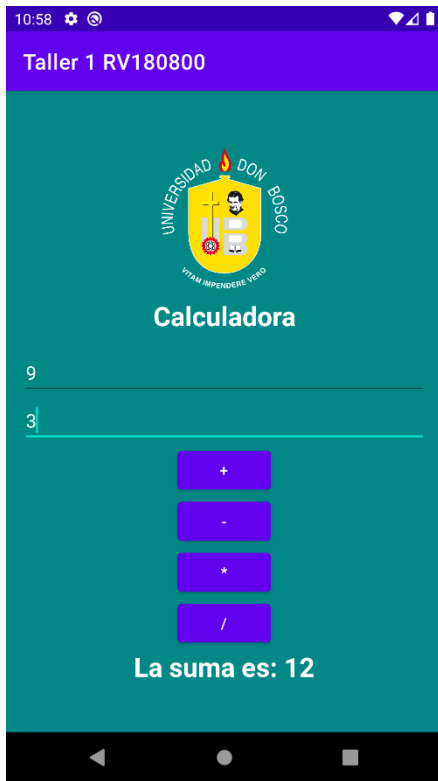 10:58
Taller 1 RV180800
UNIVERSIDAD DON BOSCO
VITAM IMPENDERE VERO
Calculadora
9
3
+
-
*
/
La suma es: 12